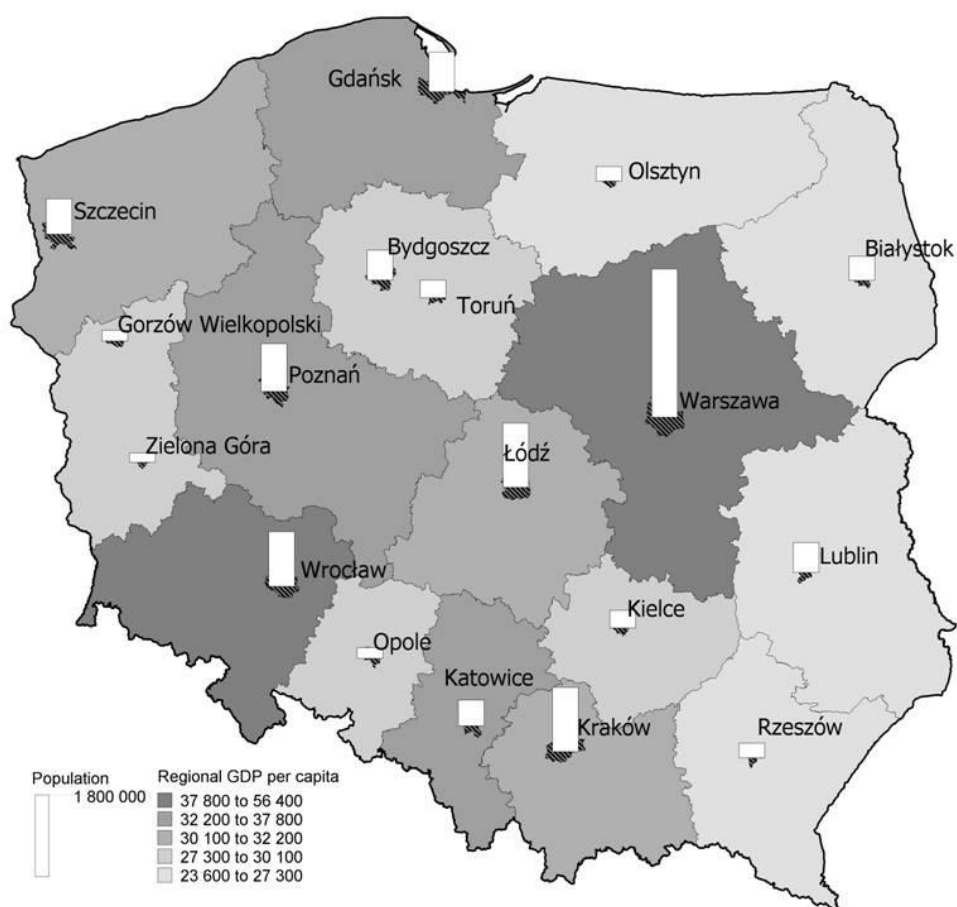 Gdańsk
Olsztyn
Szczecin
Bydgoszcz
Białystok
Toruń
Gorzów Wielkopolski
Poznań
Warszawa
Zielona Góra
Łódź
Wrocław
Lublin
Kielce
Opole
Katowice
Kraków
Rzeszów
Population
1 800 000
Regional GDP per capita
37 800 to 56 400
32 200 to 37 800
30 100 to 32 200
27 300 to 30 100
23 600 to 27 300